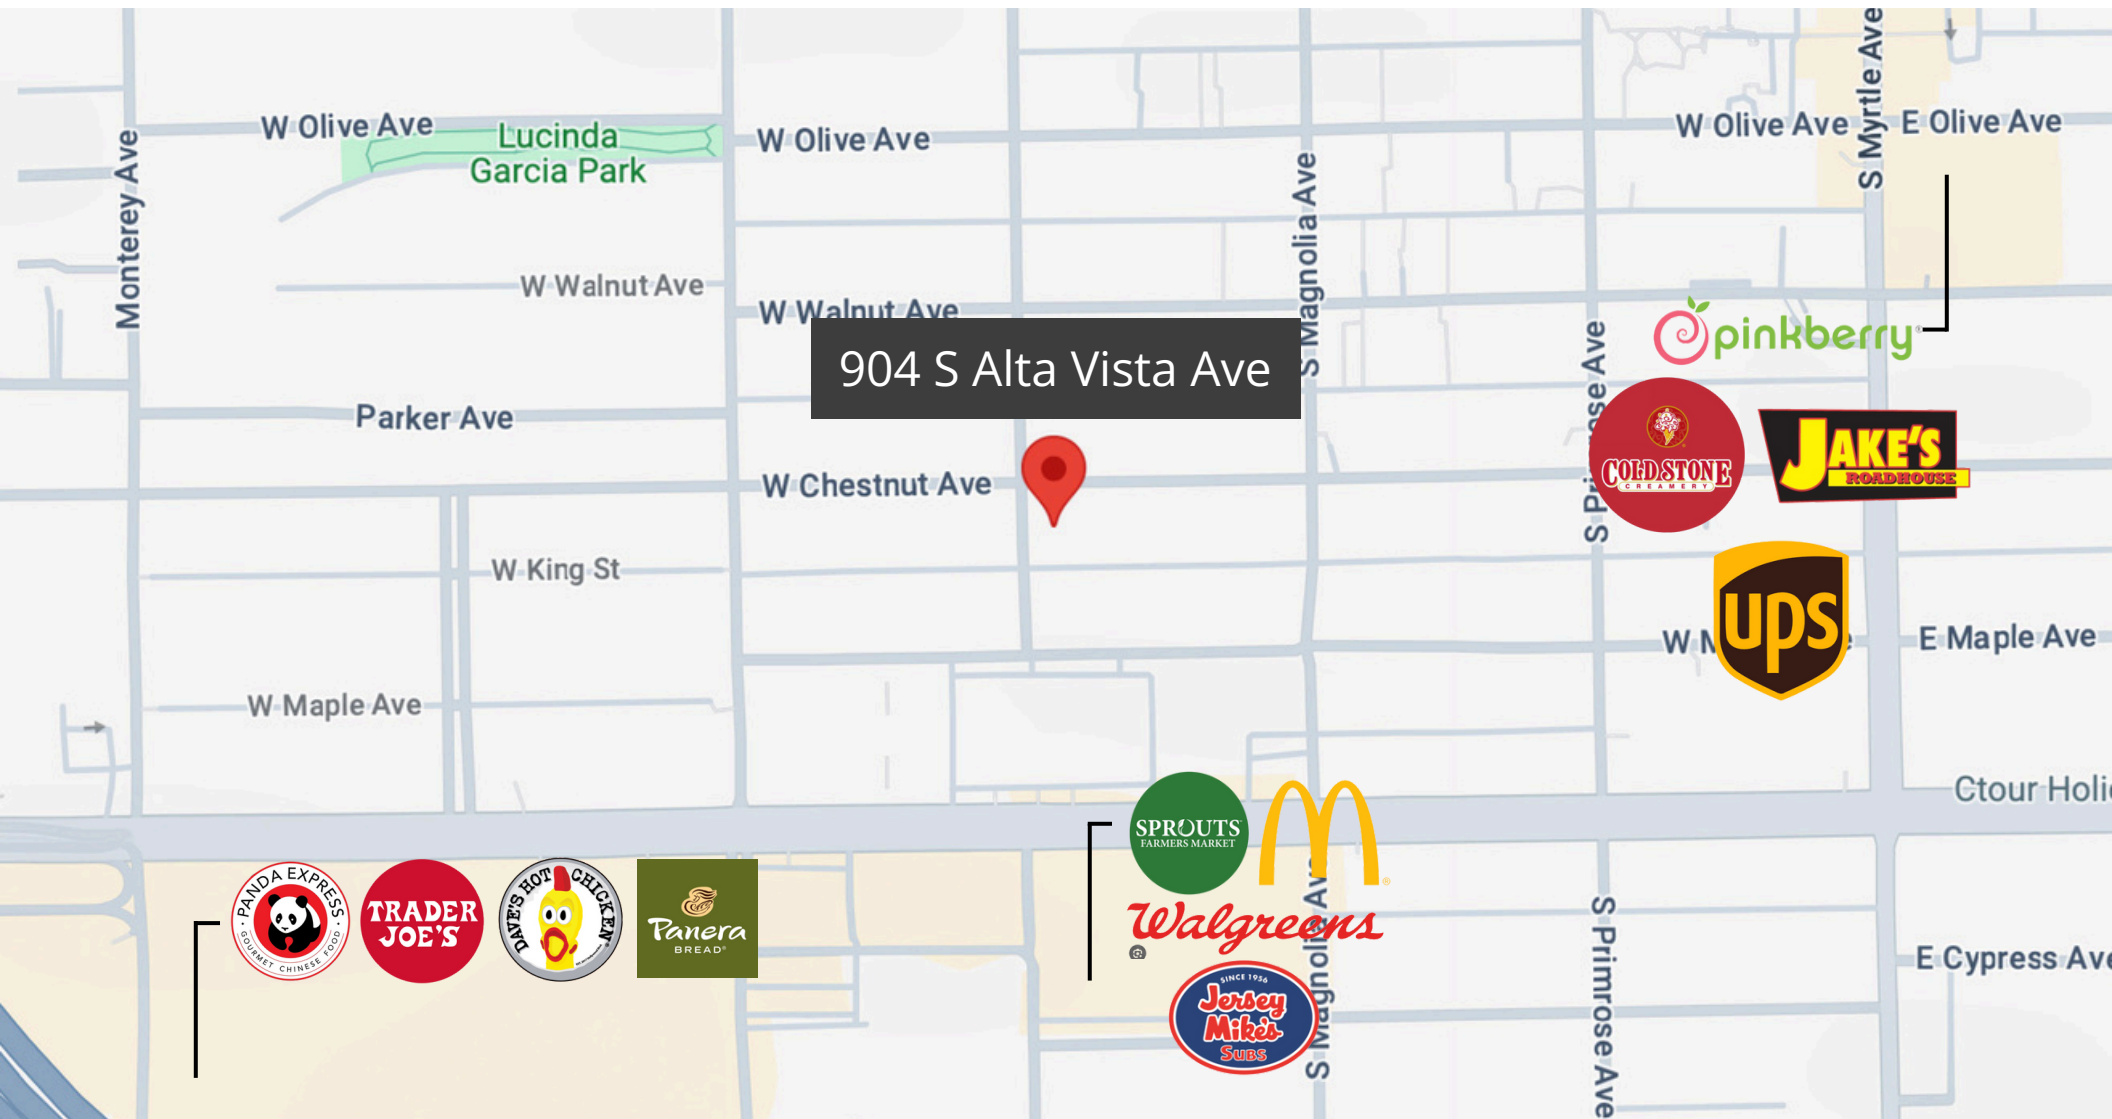 S Myrtle Ave
W Olive Ave
Lucinda
Garcia Park
W Olive Ave
W Olive Ave
E Olive Ave
Monterey Ave
S Magnolia Ave
W Walnut Ave
W Walnut Ave
904 S Alta Vista Ave
pinkberry
S Primrose Ave
Parker Ave
COLD STONE
CREAMERY
JAKE'S
ROADHOUSE
W Chestnut Ave
W King St
UPS
W M
E Maple Ave
W Maple Ave
Ctour Holi
SPROUTS
FARMERS MARKET
PANDA EXPRESS
GOURMET CHINESE FOOD
TRADER
JOE'S
DAVE'S HOT CHICKEN
Panera
BREAD®
Walgreens
S Magnolia Ave
SINCE 1956
Jersey
Mike's
SUBS
S Primrose Ave
E Cypress Ave